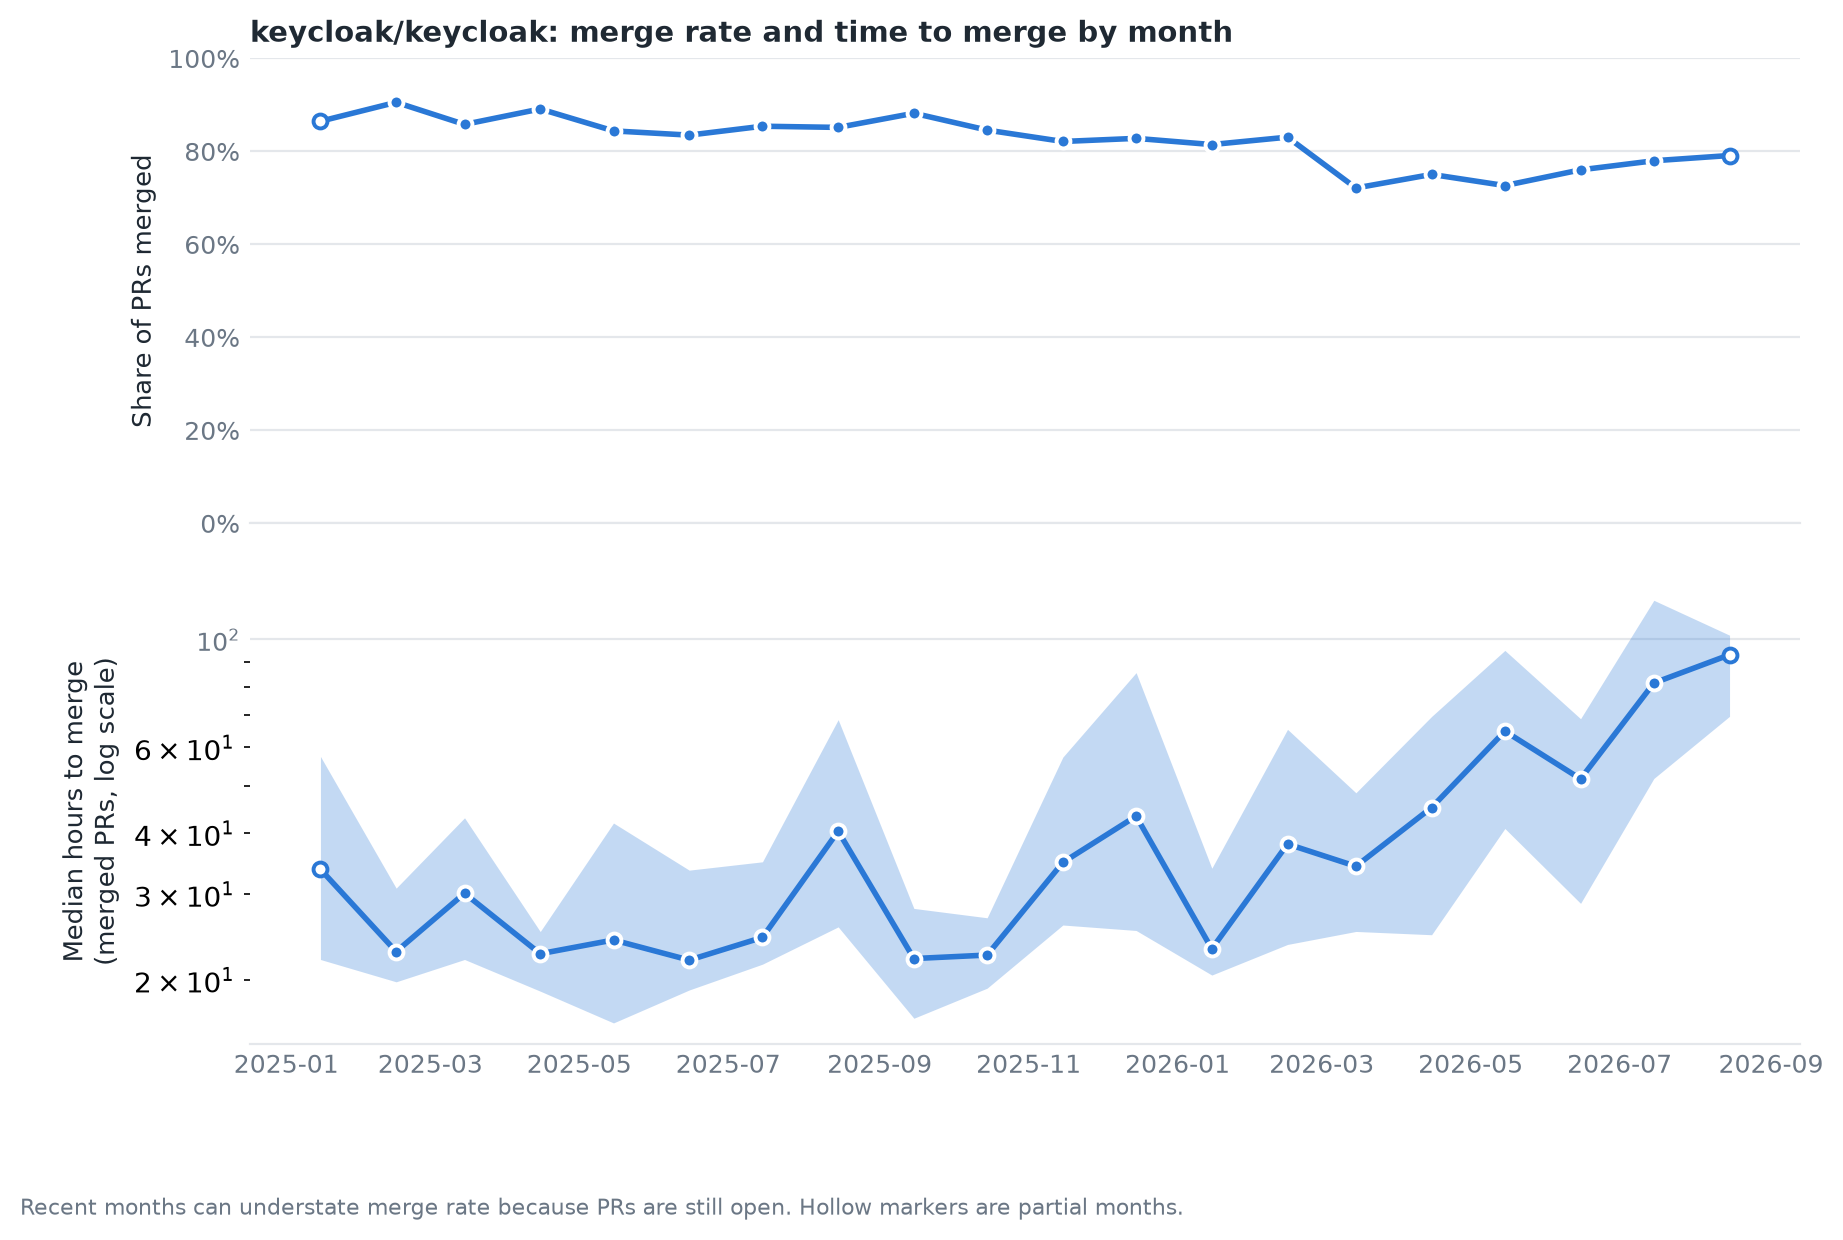 keycloak/keycloak: merge rate and time to merge by month
100%
80%
60%
40%
20%
0%
Share of PRs merged
10²
6 × 10¹
4 × 10¹
3 × 10¹
2 × 10¹
Median hours to merge
(merged PRs, log scale)
2025-01 2025-03 2025-05 2025-07 2025-09 2025-11 2026-01 2026-03 2026-05 2026-07 2026-09
Recent months can understate merge rate because PRs are still open. Hollow markers are partial months.